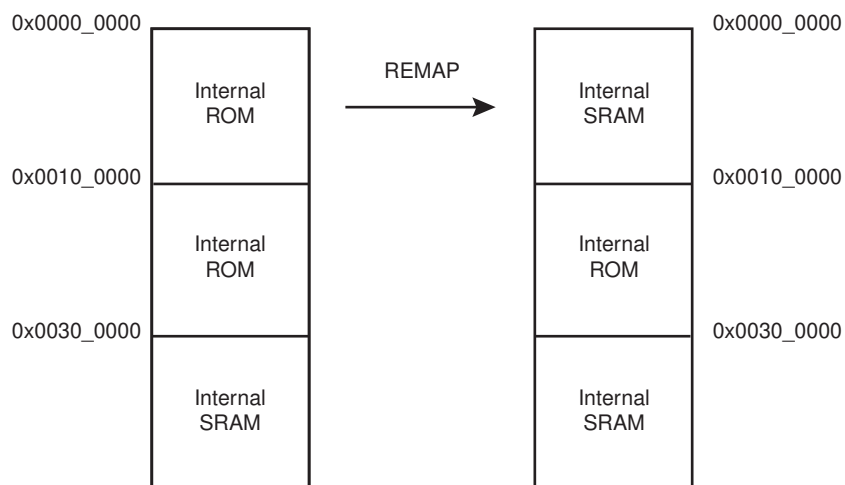 0x0000_0000
0x0000_0000
REMAP
Internal
ROM
Internal
SRAM
0x0010_0000
0x0010_0000
Internal
ROM
Internal
ROM
0x0030_0000
0x0030_0000
Internal
SRAM
Internal
SRAM